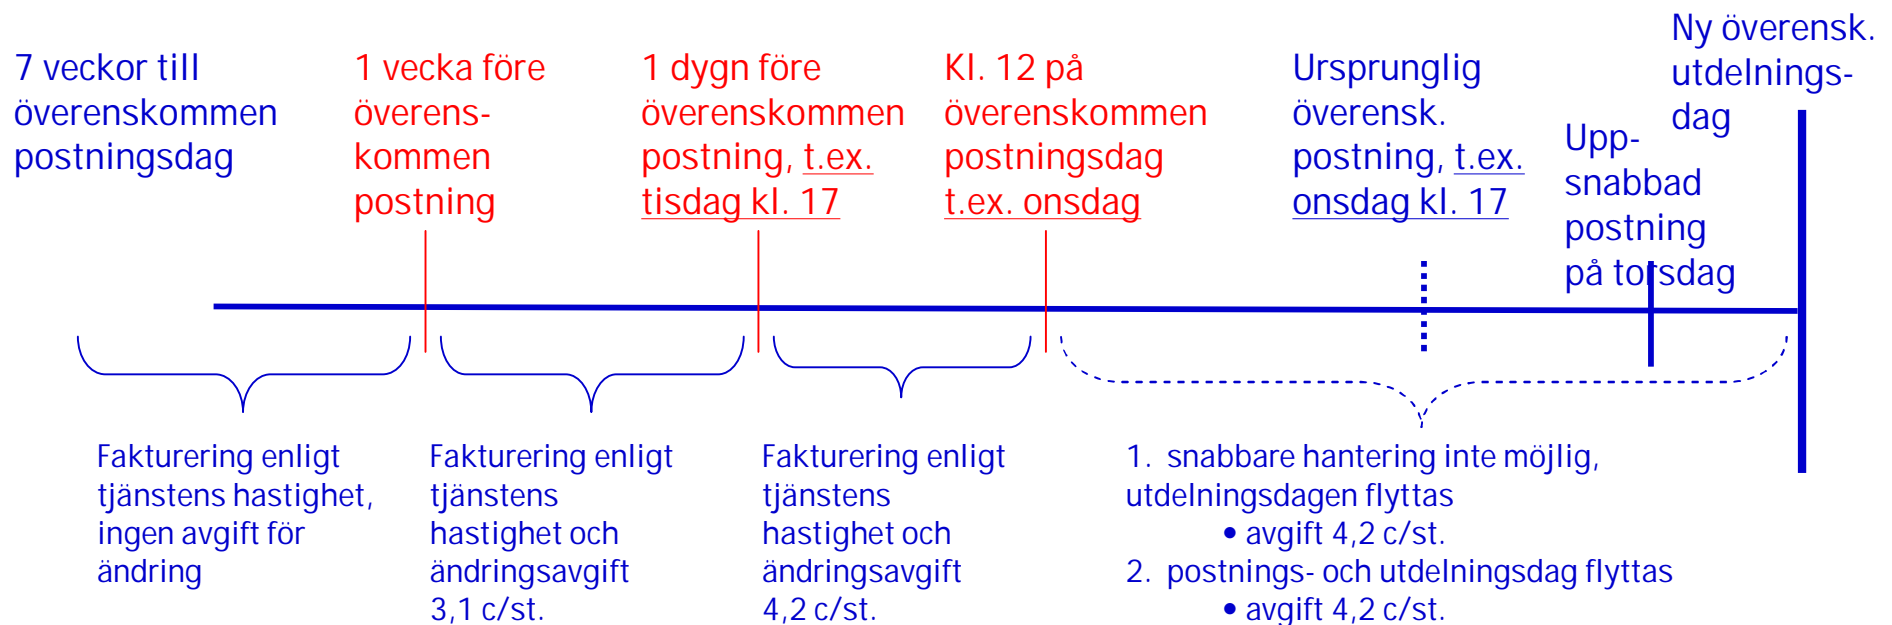 7 veckor till
överenskommen
postningsdag
1 vecka före
överens-
kommen
postning
1 dygn före
överenskommen
postning, t.ex.
tisdag kl. 17
Kl. 12 på
överenskommen
postningsdag
t.ex. onsdag
Ursprunglig
överensk.
postning, t.ex.
onsdag kl. 17
Upp-
snabbad
postning
på torsdag
Ny överensk.
utdelnings-
dag
Fakturering enligt
tjänstens hastighet,
ingen avgift för
ändring
Fakturering enligt
tjänstens
hastighet och
ändringsavgift
3,1 c/st.
Fakturering enligt
tjänstens
hastighet och
ändringsavgift
4,2 c/st.
1. snabbare hantering inte möjlig,
utdelningsdagen flyttas
• avgift 4,2 c/st.
2. postnings- och utdelningsdag flyttas
• avgift 4,2 c/st.